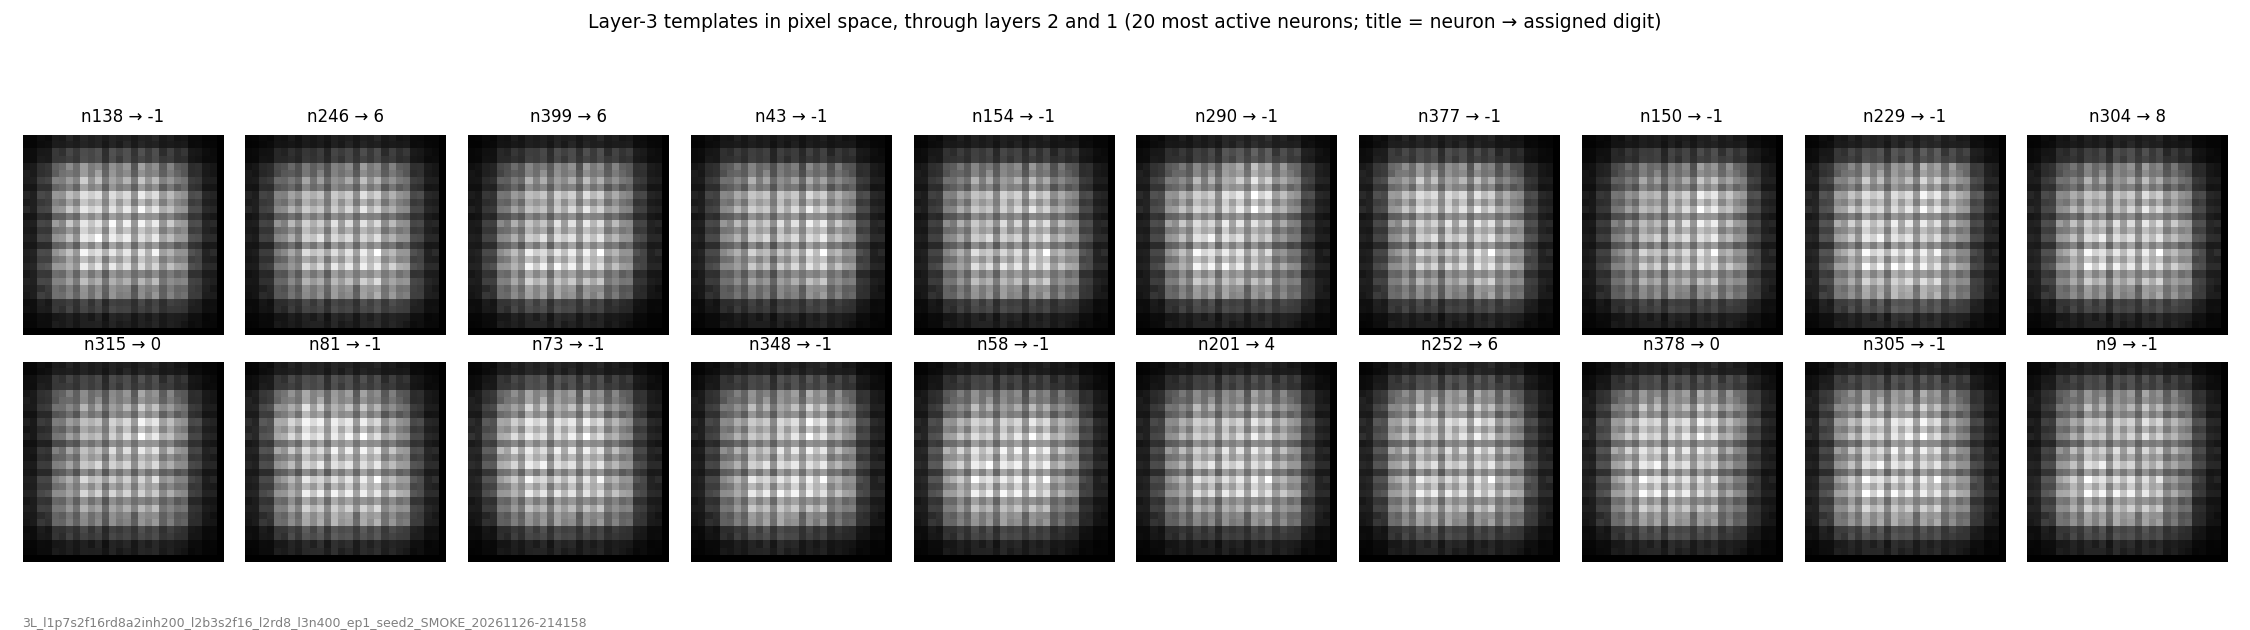 Layer-3 templates in pixel space, through layers 2 and 1 (20 most active neurons; title = neuron → assigned digit)
n138 → -1
n246 → 6
n399 → 6
n43 → -1
n154 → -1
n290 → -1
n377 → -1
n150 → -1
n229 → -1
n304 → 8
n315 → 0
n81 → -1
n73 → -1
n348 → -1
n58 → -1
n201 → 4
n252 → 6
n378 → 0
n305 → -1
n9 → -1
3L_l1p7s2f16rd8a2inh200_l2b3s2f16_l2rd8_l3n400_ep1_seed2_SMOKE_20261126-214158